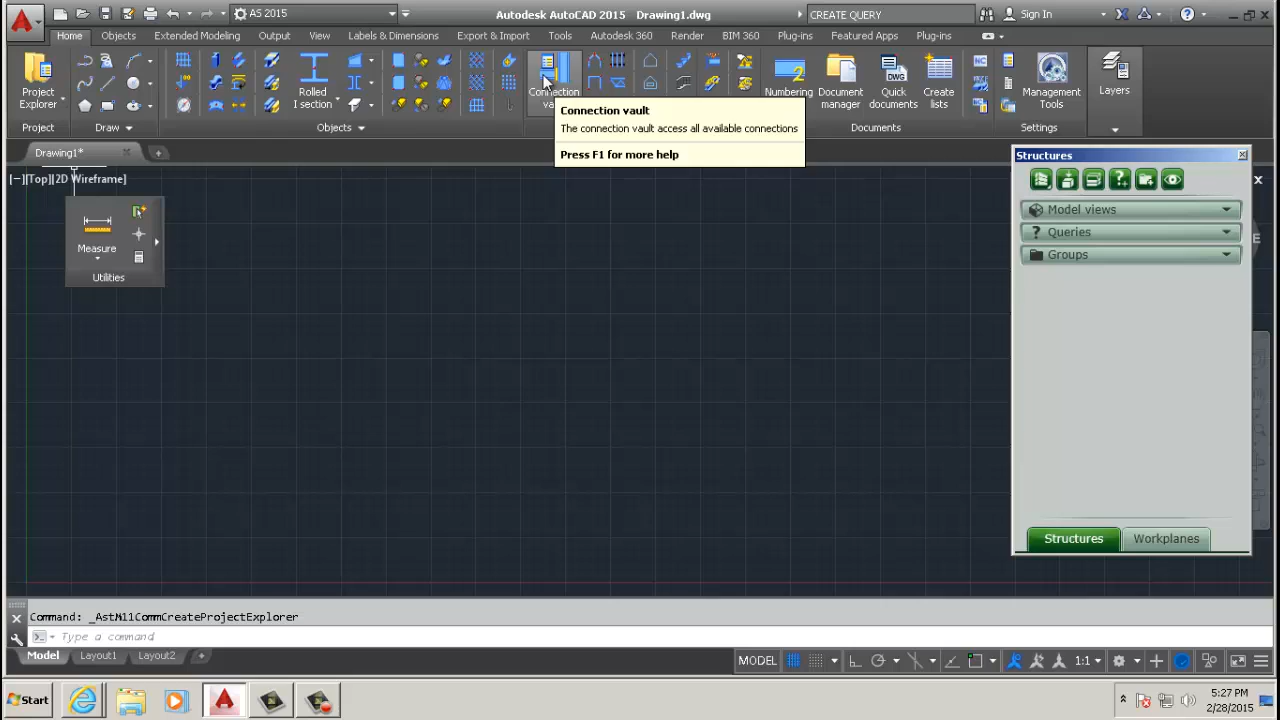 AS 2015
Autodesk AutoCAD 2015 Drawing1.dwg
CREATE QUERY
Sign In
Home
Objects
Extended Modeling
Output
View
Labels & Dimensions
Export & Import
Tools
Autodesk 360
Render
BIM 360
Plug-ins
Featured Apps
Plug-ins
Project
Explorer
Rolled
I section
Connection
Numbering
Document
manager
Quick
documents
Create
lists
Management
Tools
Layers
Project
Draw
Objects
Documents
Settings
Connection vault
The connection vault access all available connections
Press F1 for more help
Drawing1*
[−][Top][2D Wireframe]
Measure
Utilities
Structures
Model views
Queries
Groups
Structures
Workplanes
Command: _AstM11CommCreateProjectExplorer
Type a command
Model
Layout1
Layout2
MODEL
1:1
Start
5:27 PM
2/28/2015